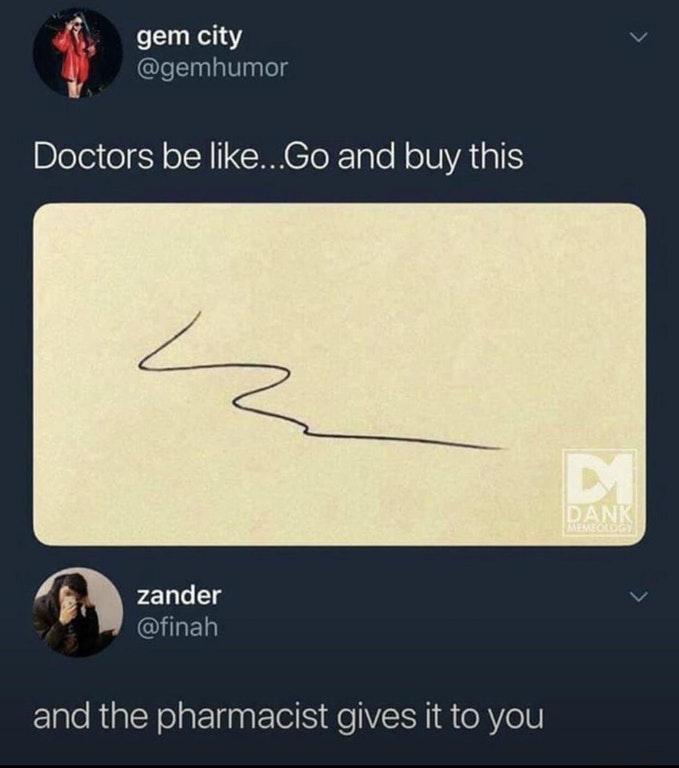 gem city
@gemhumor
Doctors be like...Go and buy this
DM
DANK
MEMEOLOGY
zander
@finah
and the pharmacist gives it to you